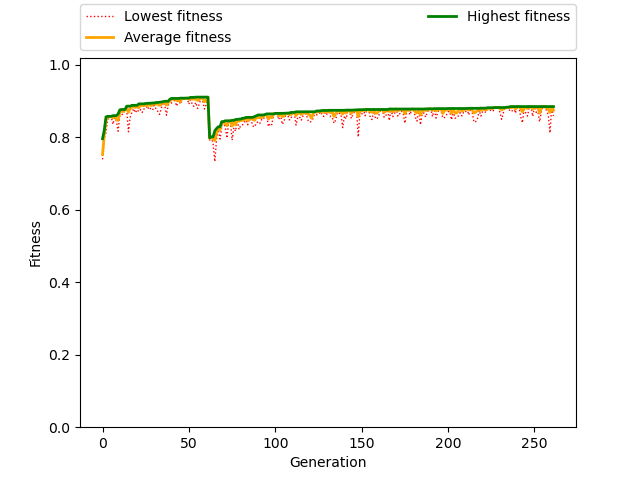 Lowest fitness
Average fitness
Highest fitness
1.0
0.8
0.6
0.4
0.2
0.0
Fitness
0 50 100 150 200 250
Generation